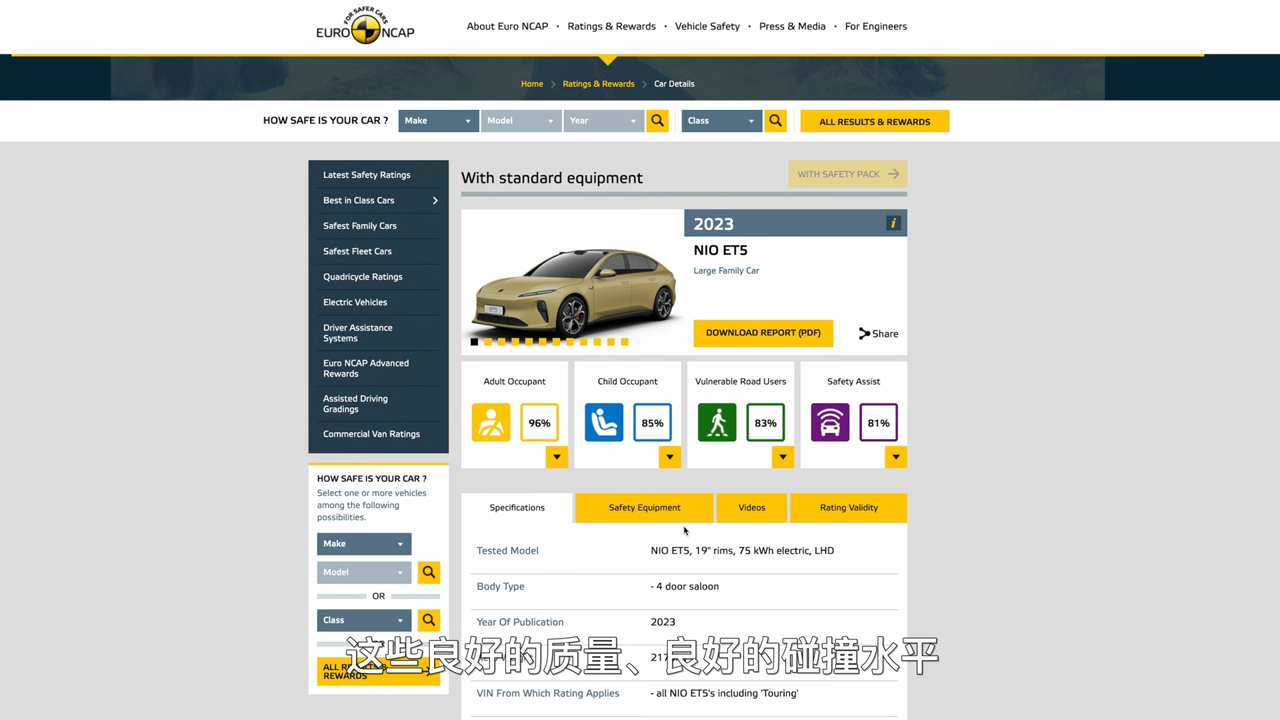 FOR SAFER CARS
EURO NCAP
About Euro NCAP · Ratings & Rewards · Vehicle Safety · Press & Media · For Engineers
Home > Ratings & Rewards > Car Details
HOW SAFE IS YOUR CAR ? Make Model Year Class ALL RESULTS & REWARDS
Latest Safety Ratings
Best in Class Cars
Safest Family Cars
Safest Fleet Cars
Quadricycle Ratings
Electric Vehicles
Driver Assistance
Systems
Euro NCAP Advanced
Rewards
Assisted Driving
Gradings
Commercial Van Ratings
HOW SAFE IS YOUR CAR ?
Select one or more vehicles
among the following
possibilities.
Make
Model
OR
Class
ALL RE
REWARDS
With standard equipment
WITH SAFETY PACK
2023
i
NIO ET5
Large Family Car
DOWNLOAD REPORT (PDF) Share
Adult Occupant Child Occupant Vulnerable Road Users Safety Assist
96% 85% 83% 81%
Specifications Safety Equipment Videos Rating Validity
Tested Model NIO ET5, 19" rims, 75 kWh electric, LHD
Body Type - 4 door saloon
Year Of Publication 2023
217
VIN From Which Rating Applies - all NIO ET5's including 'Touring'
这些良好的质量、良好的碰撞水平